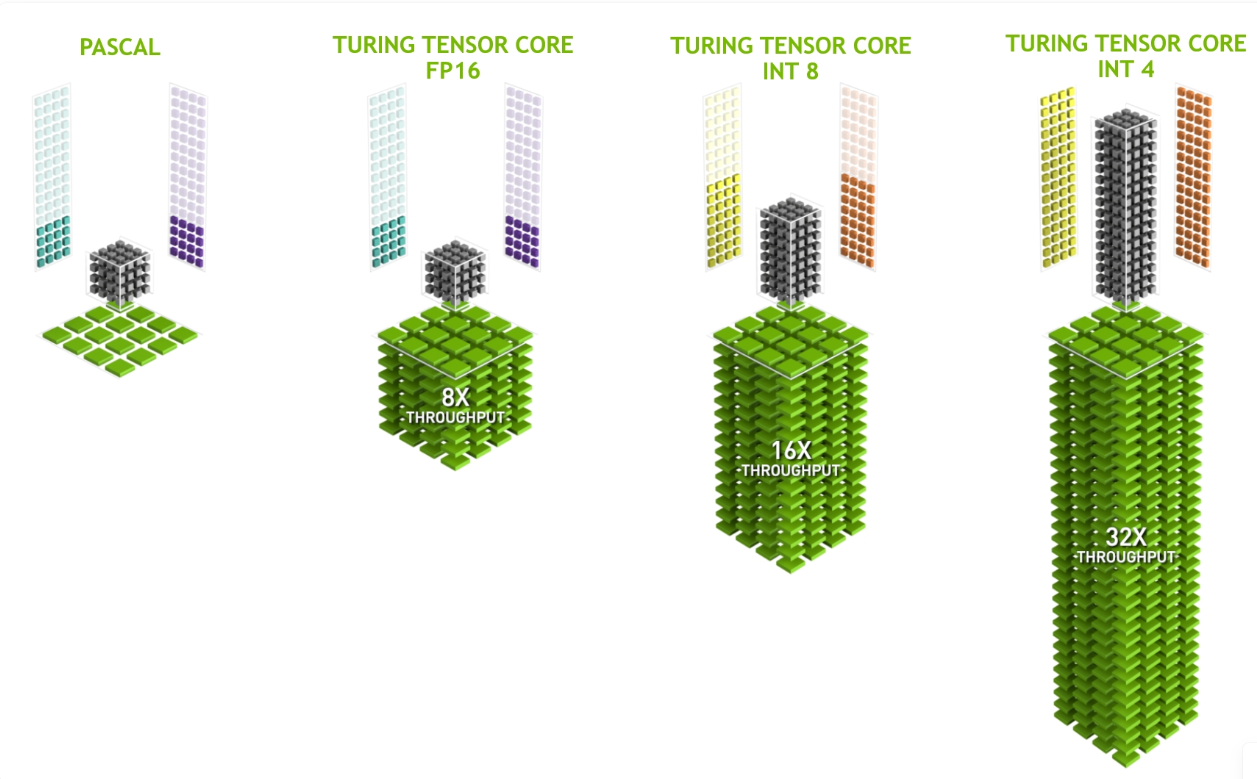 PASCAL
TURING TENSOR CORE
FP16
TURING TENSOR CORE
INT 8
TURING TENSOR CORE
INT 4
8X
THROUGHPUT
16X
THROUGHPUT
32X
THROUGHPUT